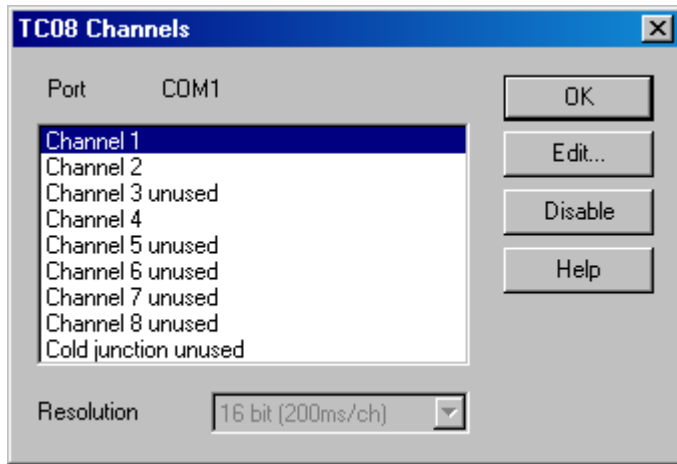 TC08 Channels
Port COM1
Channel 1
Channel 2
Channel 3 unused
Channel 4
Channel 5 unused
Channel 6 unused
Channel 7 unused
Channel 8 unused
Cold junction unused
OK
Edit...
Disable
Help
Resolution 16 bit (200ms/ch)